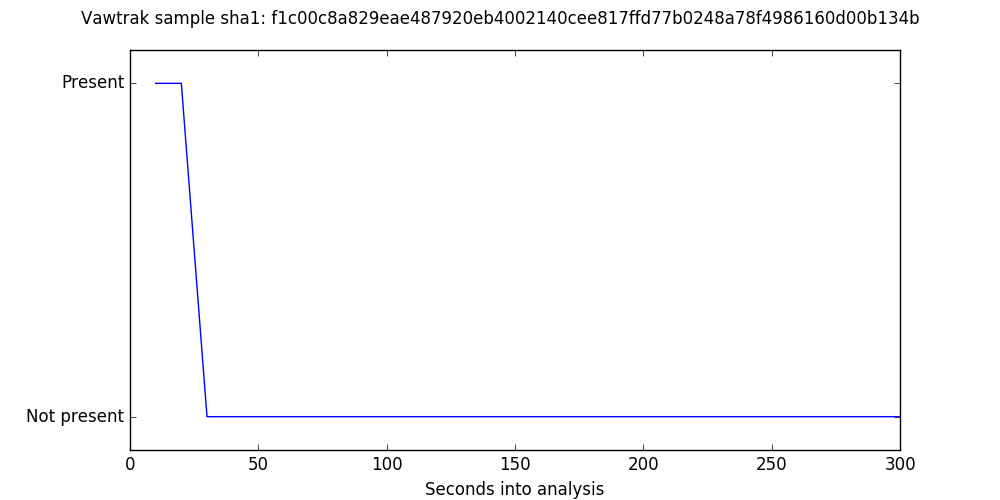 Vawtrak sample sha1: f1c00c8a829eae487920eb4002140cee817ffd77b0248a78f4986160d00b134b
Present
Not present
0 50 100 150 200 250 300
Seconds into analysis